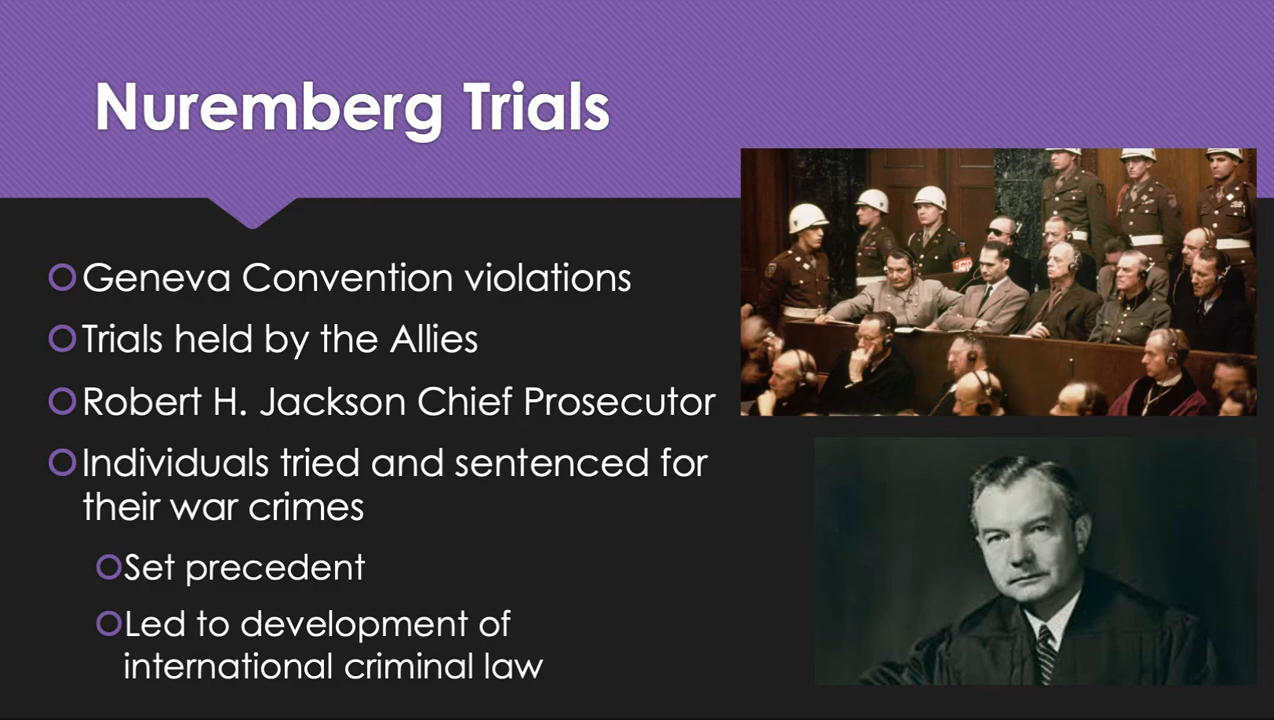 Nuremberg Trials
Geneva Convention violations
Trials held by the Allies
Robert H. Jackson Chief Prosecutor
Individuals tried and sentenced for
their war crimes
Set precedent
Led to development of
international criminal law